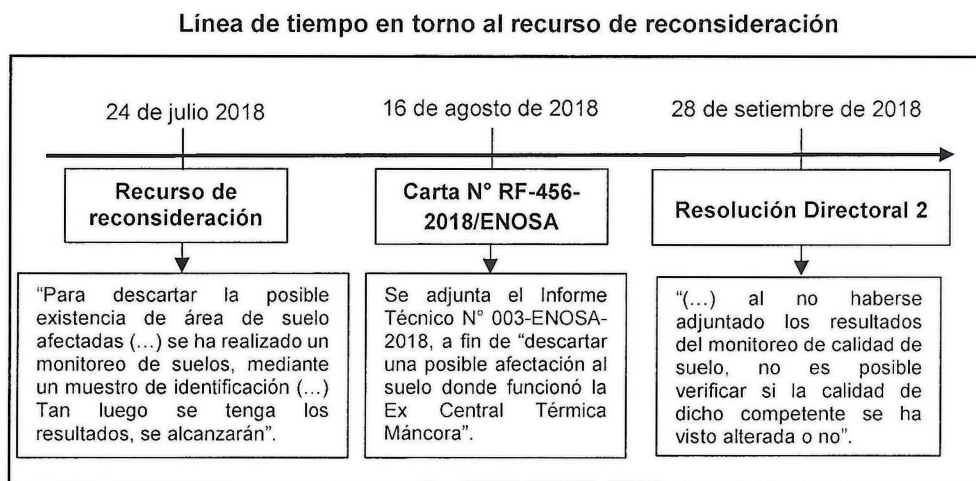 Línea de tiempo en torno al recurso de reconsideración
24 de julio 2018
16 de agosto de 2018
28 de setiembre de 2018
Recurso de
reconsideración
Carta N° RF-456-
2018/ENOSA
Resolución Directoral 2
“Para descartar la posible
existencia de área de suelo
afectadas (...) se ha realizado un
monitoreo de suelos, mediante
un muestro de identificación (...)
Tan luego se tenga los
resultados, se alcanzarán”.
Se adjunta el Informe
Técnico N° 003-ENOSA-
2018, a fin de “descartar
una posible afectación al
suelo donde funcionó la
Ex Central Térmica
Máncora”.
“(...) al no haberse
adjuntado los resultados
del monitoreo de calidad de
suelo, no es posible
verificar si la calidad de
dicho competente se ha
visto alterada o no”.